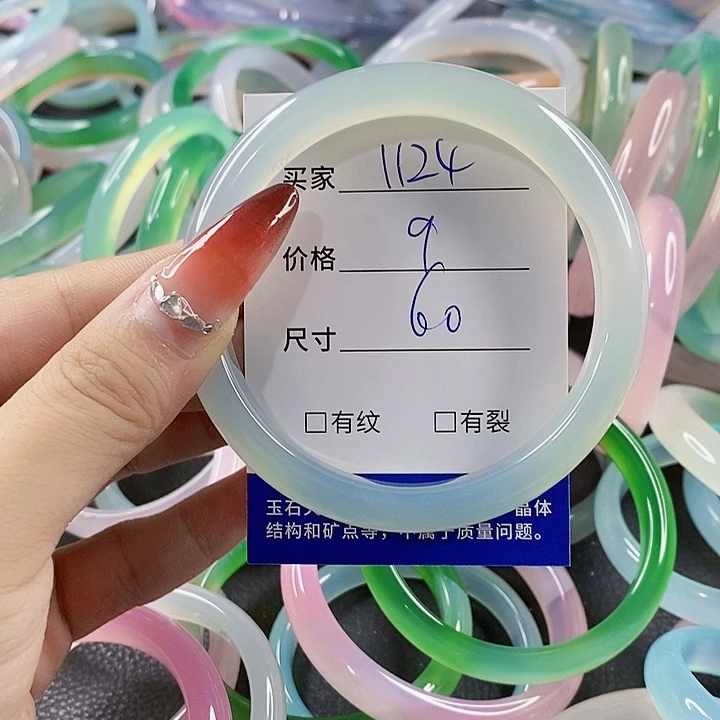 买家 1124
价格 9
尺寸 60
□有纹 □有裂
玉石 晶体
结构和矿点等，不属于质量问题。